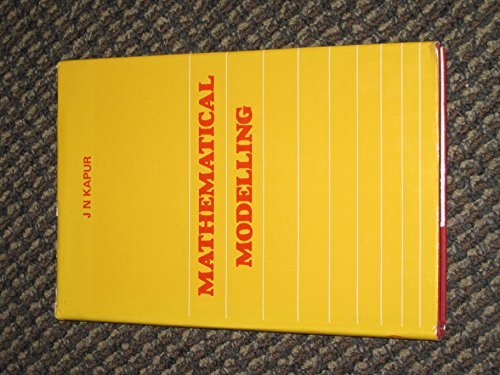 J N KAPUR
MATHEMATICAL
MODELLING